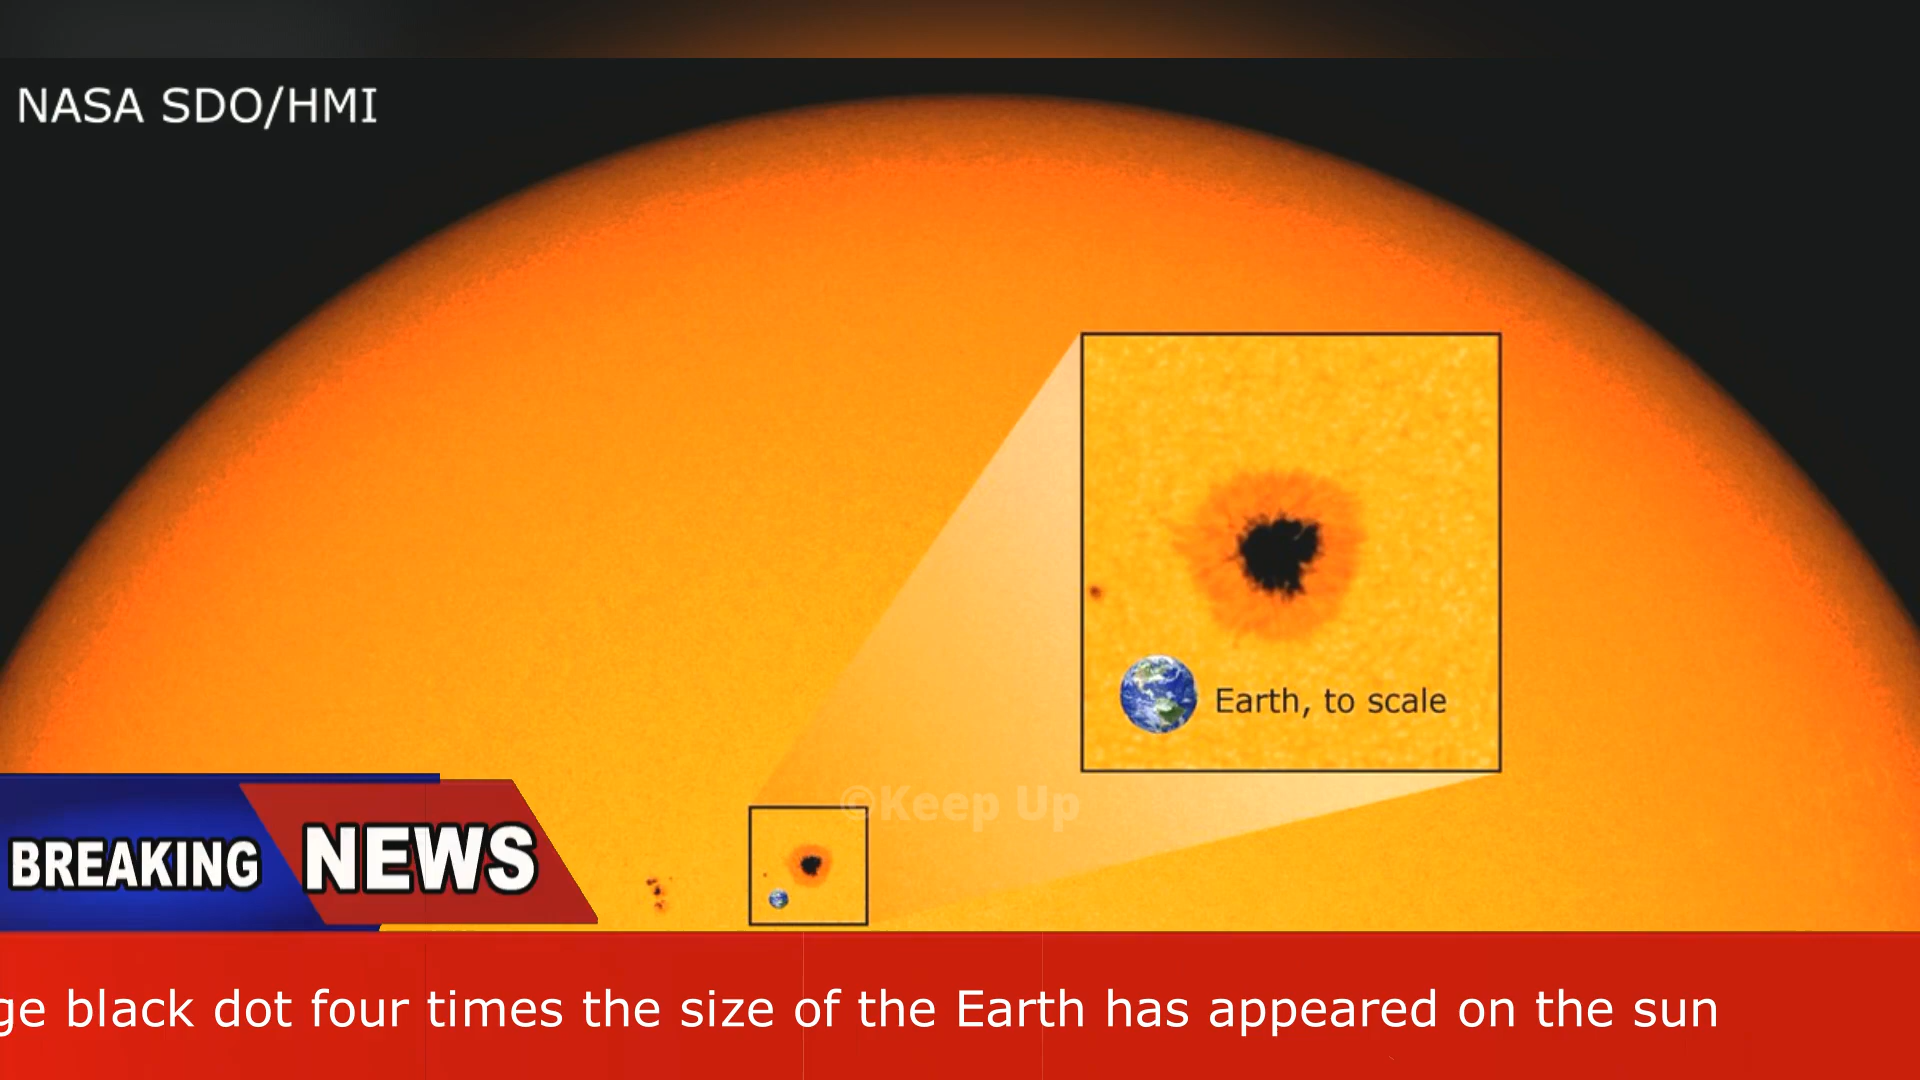 NASA SDO/HMI
Earth, to scale
©Keep Up
BREAKING NEWS
black dot four times the size of the Earth has appeared on the sun